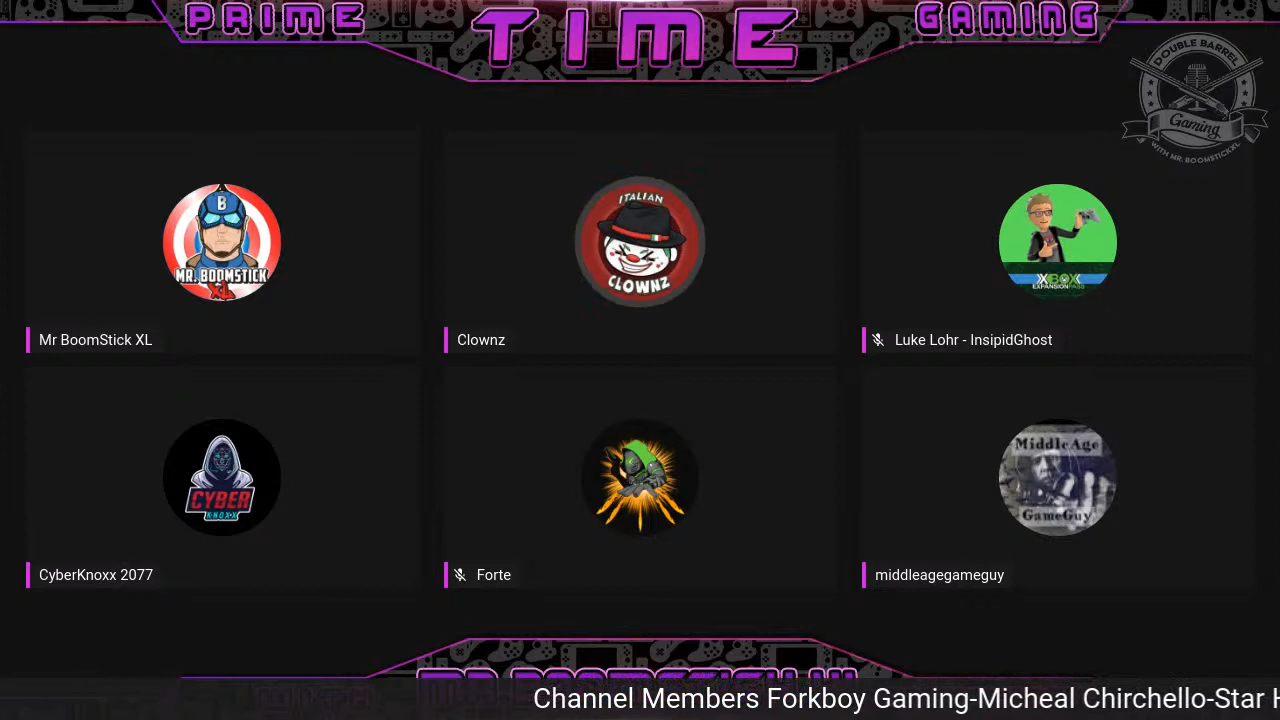 PRIME
TIME
GAMING
DOUBLE BARREL
Gaming
WITH MR. BOOMSTICKXL
B
MR. BOOMSTICK
XL
Mr BoomStick XL
ITALIAN
CLOWNZ
Clownz
XBOX
EXPANSION PASS
Luke Lohr - InsipidGhost
CYBER
KNOXX
CyberKnoxx 2077
Forte
MiddleAge
GameGuy
middleagegameguy
Channel Members Forkboy Gaming-Micheal Chirchello-Star